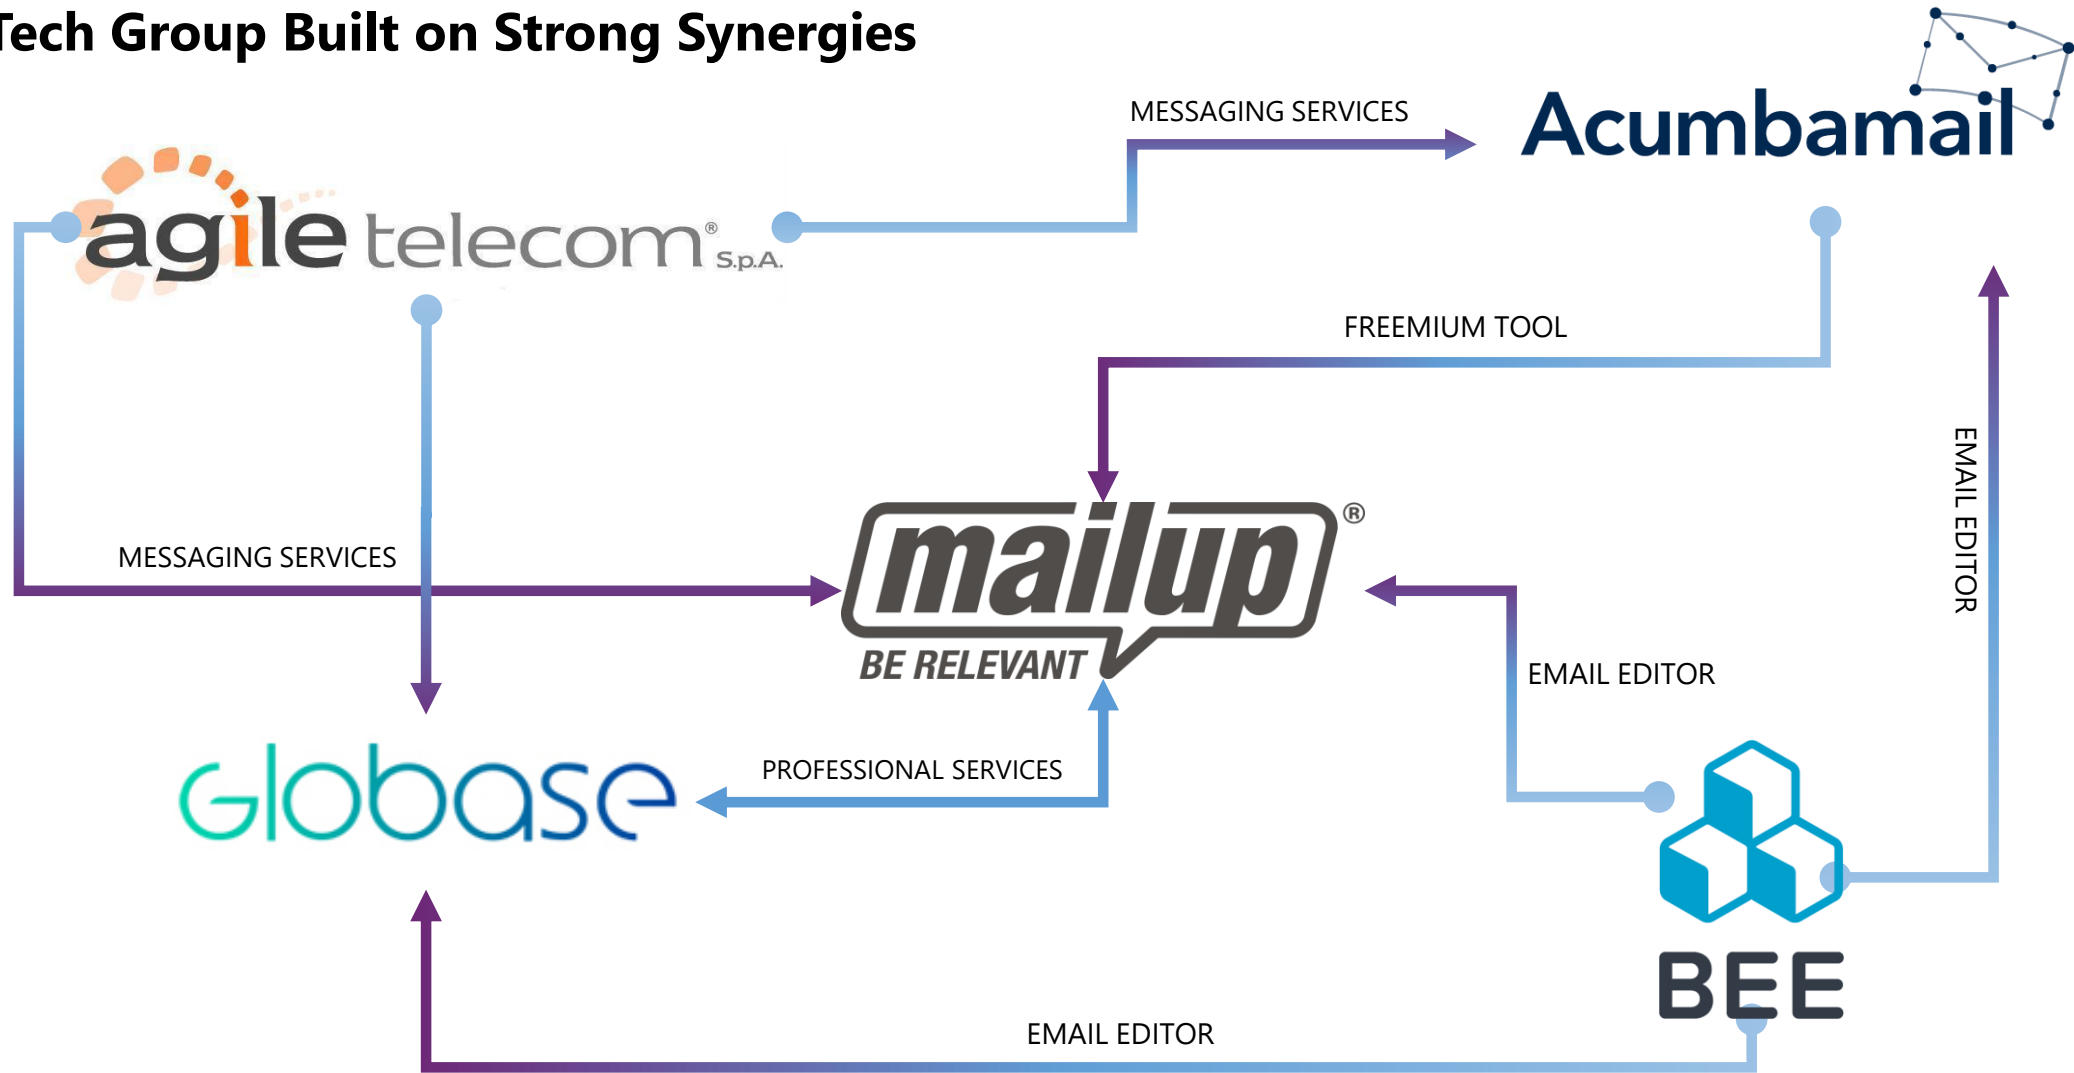 Tech Group Built on Strong Synergies
MESSAGING SERVICES
Acumbamail
agile telecom® S.p.A.
FREEMIUM TOOL
EMAIL EDITOR
mailup®
BE RELEVANT
MESSAGING SERVICES
EMAIL EDITOR
PROFESSIONAL SERVICES
Globase
BEE
EMAIL EDITOR